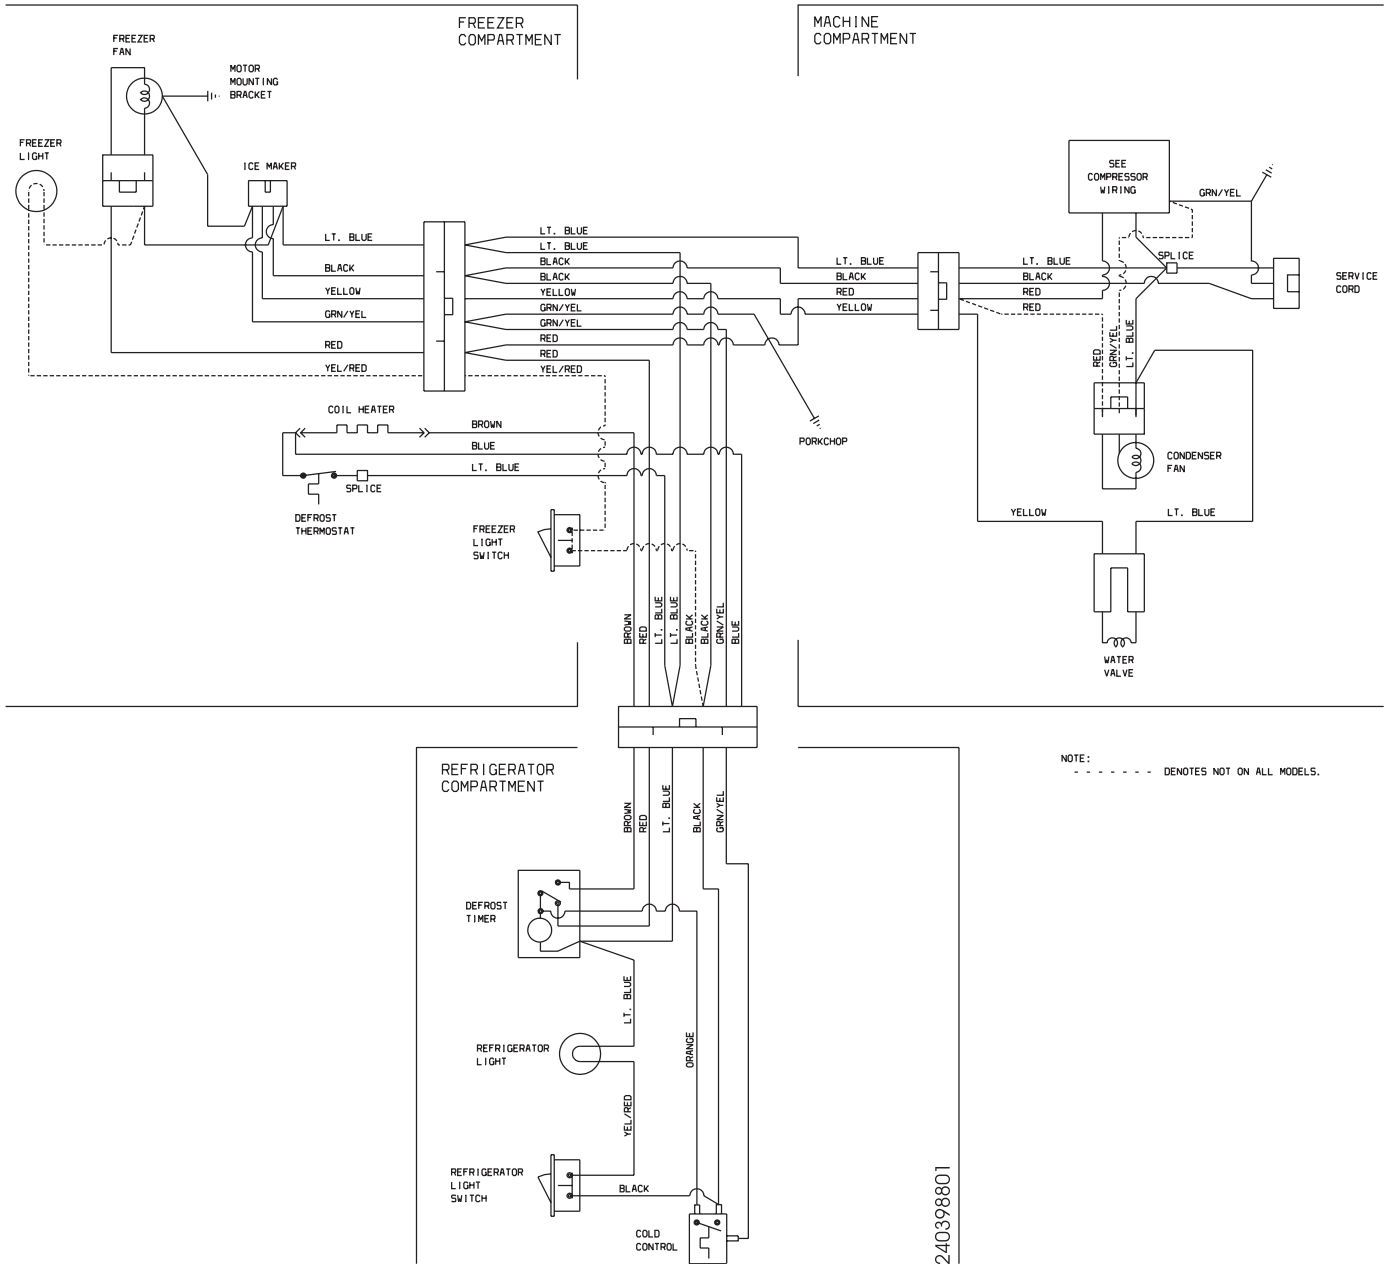 FREEZER
COMPARTMENT
MACHINE
COMPARTMENT
FREEZER
FAN
MOTOR
MOUNTING
BRACKET
FREEZER
LIGHT
ICE MAKER
LT. BLUE
BLACK
YELLOW
GRN/YEL
RED
YEL/RED
LT. BLUE
LT. BLUE
BLACK
BLACK
YELLOW
GRN/YEL
GRN/YEL
RED
RED
YEL/RED
LT. BLUE
BLACK
RED
YELLOW
LT. BLUE
BLACK
RED
RED
SEE
COMPRESSOR
WIRING
GRN/YEL
SPLICE
SERVICE
CORD
RED
GRN/YEL
LT. BLUE
CONDENSER
FAN
YELLOW
LT. BLUE
WATER
VALVE
PORKCHOP
COIL HEATER
BROWN
BLUE
LT. BLUE
SPLICE
DEFROST
THERMOSTAT
FREEZER
LIGHT
SWITCH
BROWN
RED
LT. BLUE
LT. BLUE
BLACK
BLACK
GRN/YEL
BLUE
NOTE:
- - - - - - - DENOTES NOT ON ALL MODELS.
REFRIGERATOR
COMPARTMENT
BROWN
RED
LT. BLUE
BLACK
GRN/YEL
DEFROST
TIMER
LT. BLUE
REFRIGERATOR
LIGHT
ORANGE
YEL/RED
REFRIGERATOR
LIGHT
SWITCH
BLACK
COLD
CONTROL
240398801